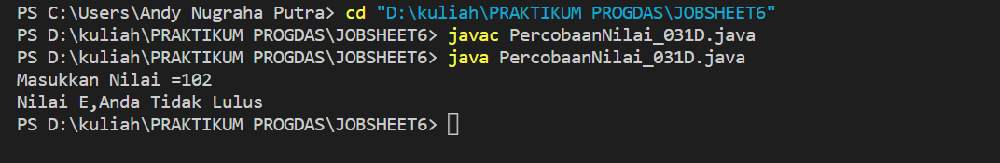 PS C:\Users\Andy Nugraha Putra> cd "D:\kuliah\PRAKTIKUM PROGDAS\JOBSHEET6"
PS D:\kuliah\PRAKTIKUM PROGDAS\JOBSHEET6> javac PercobaanNilai_031D.java
PS D:\kuliah\PRAKTIKUM PROGDAS\JOBSHEET6> java PercobaanNilai_031D.java
Masukkan Nilai =102
Nilai E,Anda Tidak Lulus
PS D:\kuliah\PRAKTIKUM PROGDAS\JOBSHEET6>